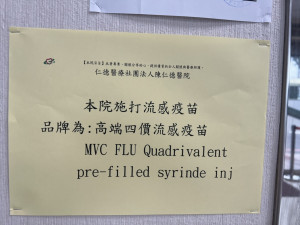 仁德醫療社團法人陳仁德醫院
本院施打流感疫苗
品牌為:高端四價流感疫苗
MVC FLU Quadrivalent
pre-filled syrinde inj